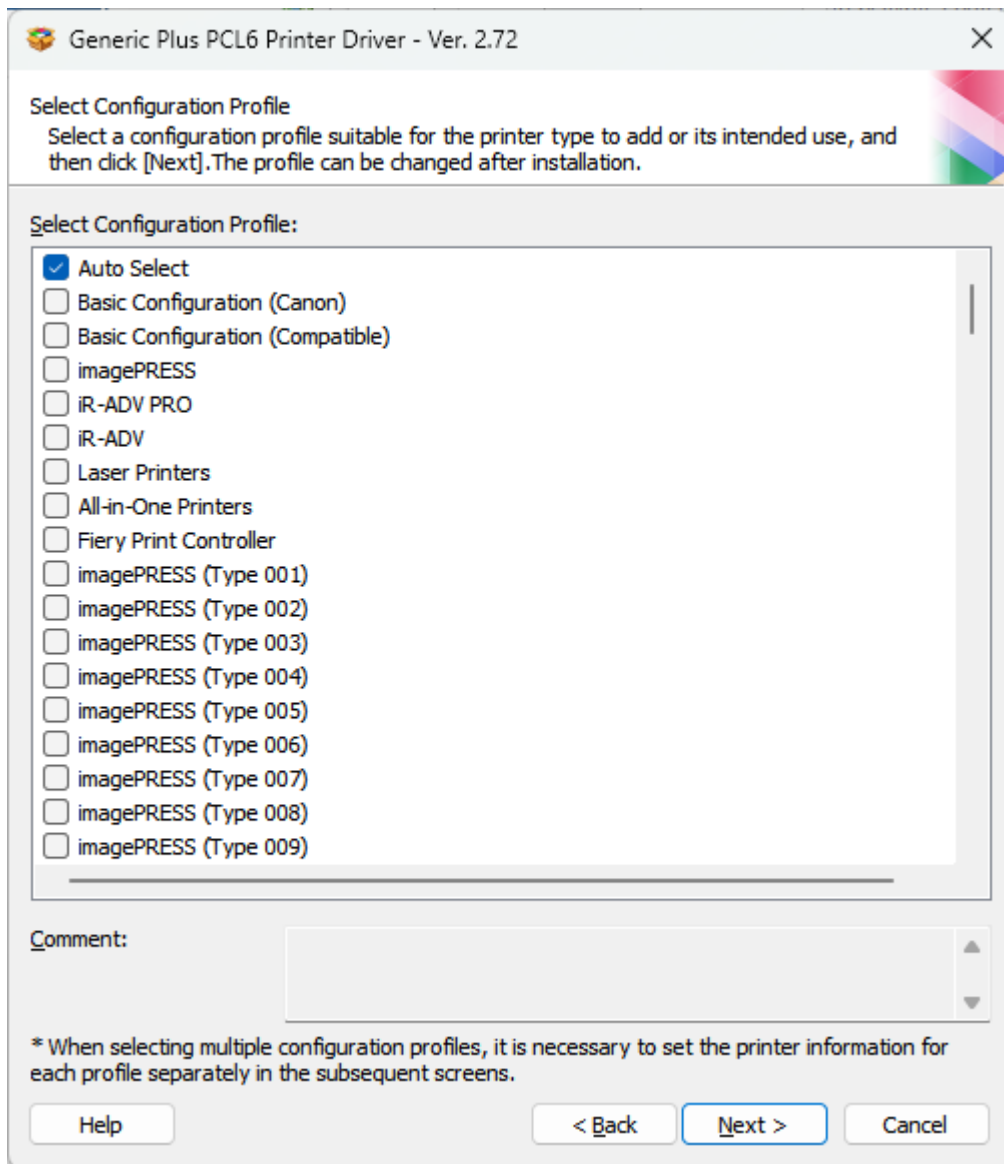 Generic Plus PCL6 Printer Driver - Ver. 2.72
Select Configuration Profile
Select a configuration profile suitable for the printer type to add or its intended use, and
then click [Next].The profile can be changed after installation.
Select Configuration Profile:
Auto Select
Basic Configuration (Canon)
Basic Configuration (Compatible)
imagePRESS
iR-ADV PRO
iR-ADV
Laser Printers
All-in-One Printers
Fiery Print Controller
imagePRESS (Type 001)
imagePRESS (Type 002)
imagePRESS (Type 003)
imagePRESS (Type 004)
imagePRESS (Type 005)
imagePRESS (Type 006)
imagePRESS (Type 007)
imagePRESS (Type 008)
imagePRESS (Type 009)
Comment:
* When selecting multiple configuration profiles, it is necessary to set the printer information for
each profile separately in the subsequent screens.
Help < Back Next > Cancel